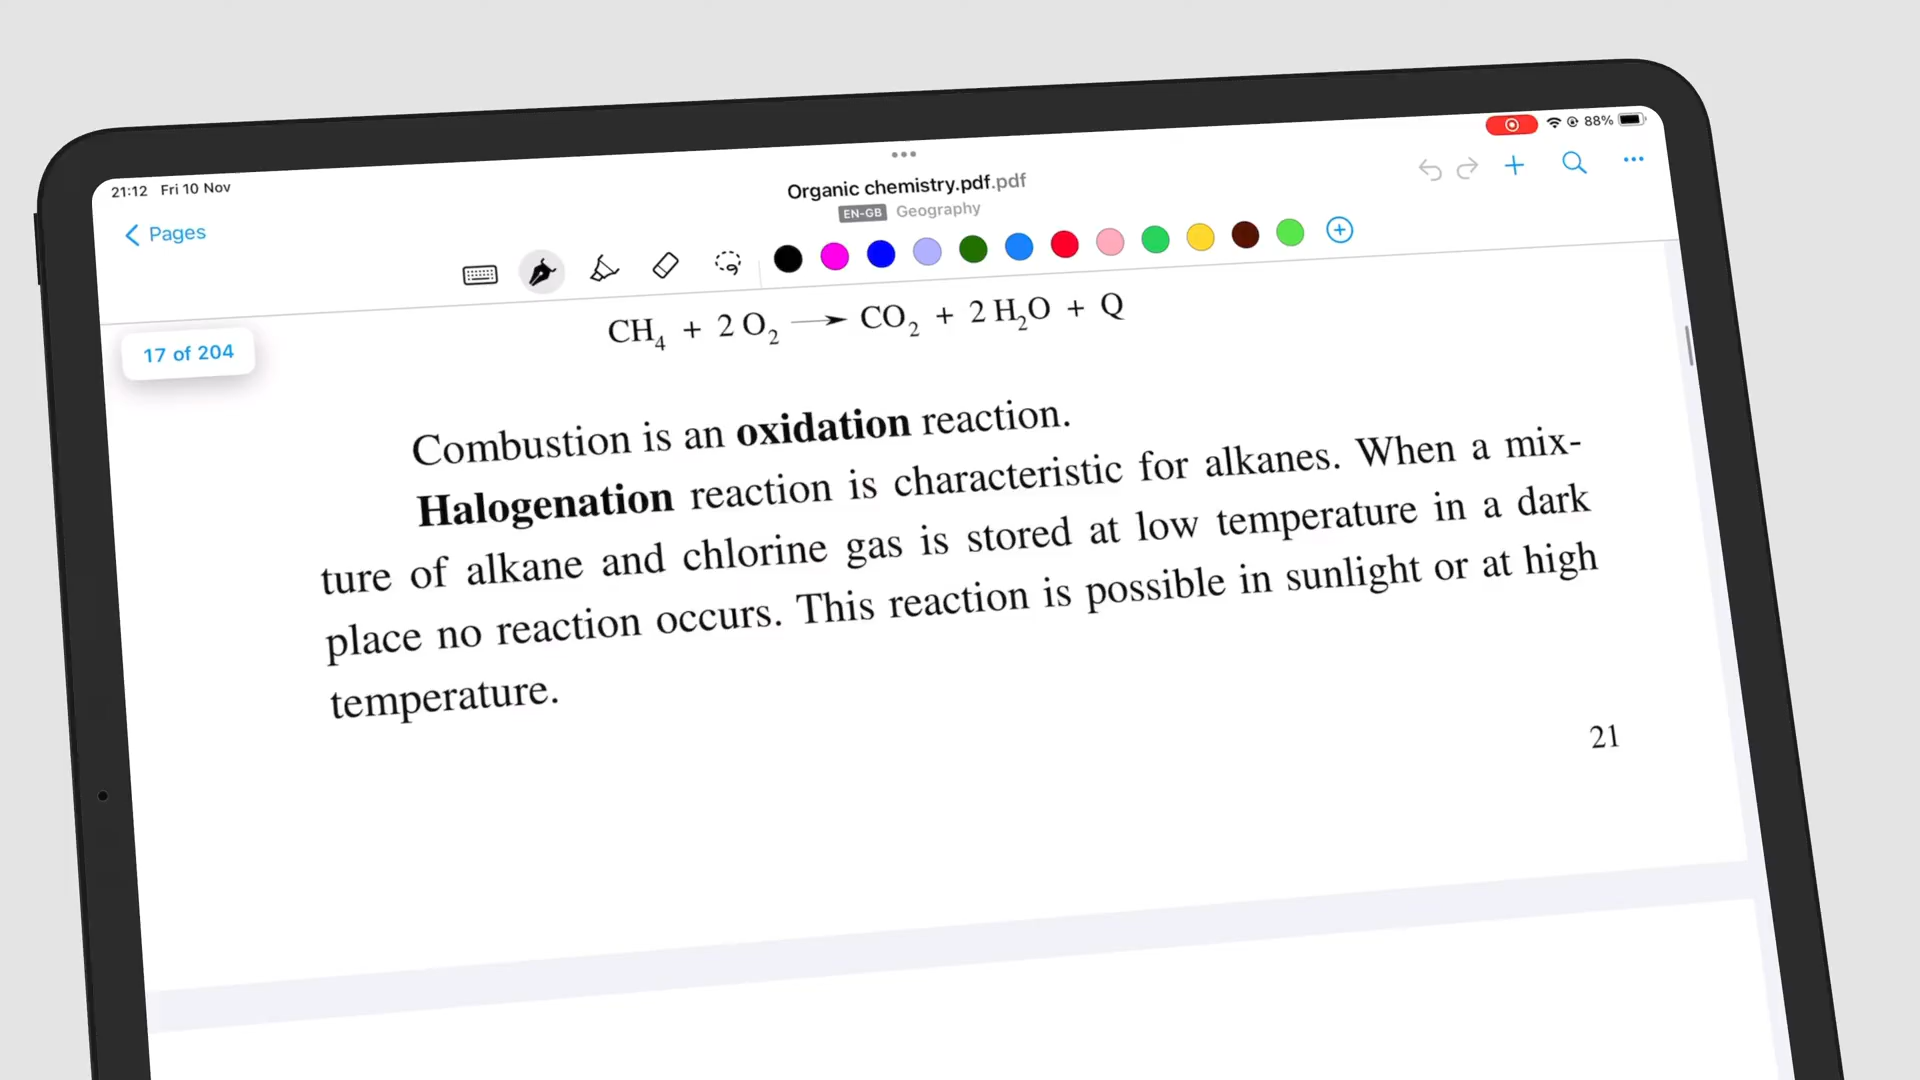 21:12 Fri 10 Nov
88%
Pages
Organic chemistry.pdf.pdf
EN-GB Geography
17 of 204
CH₄ + 2 O₂ → CO₂ + 2 H₂O + Q
Combustion is an oxidation reaction.
Halogenation reaction is characteristic for alkanes. When a mix-
ture of alkane and chlorine gas is stored at low temperature in a dark
place no reaction occurs. This reaction is possible in sunlight or at high
temperature.
21